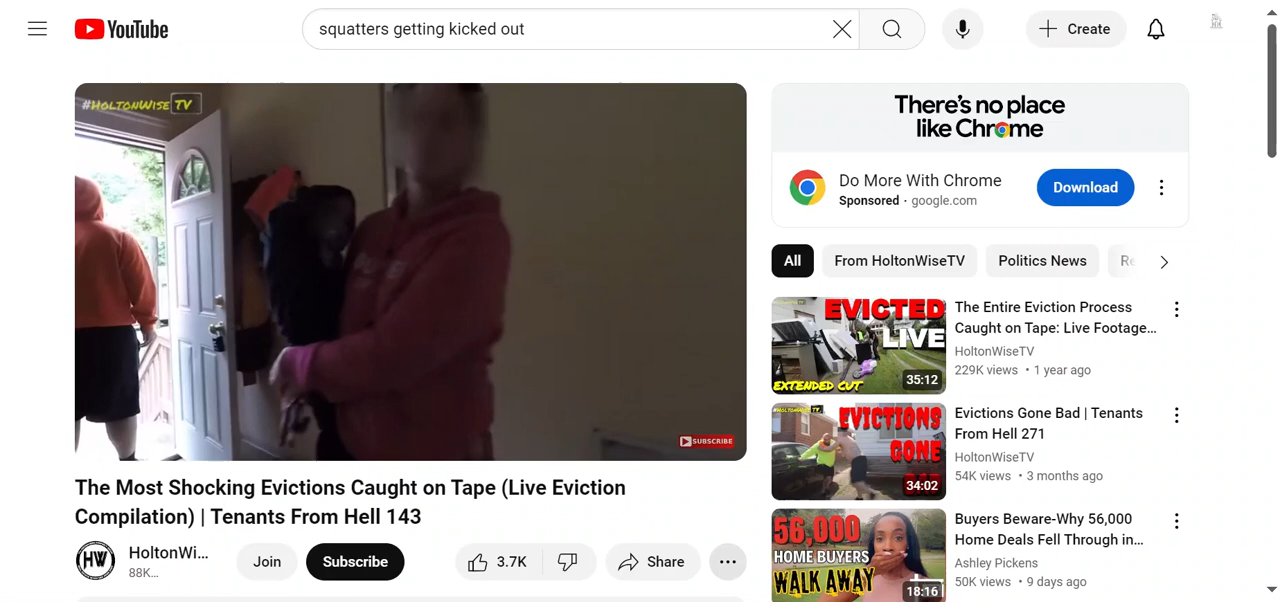 YouTube
squatters getting kicked out
Create
#HOLTONWISE TV
SUBSCRIBE
The Most Shocking Evictions Caught on Tape (Live Eviction
Compilation) | Tenants From Hell 143
HW
HoltonWi...
88K...
Join
Subscribe
3.7K
Share
There's no place
like Chrome
Do More With Chrome
Sponsored · google.com
Download
All
From HoltonWiseTV
Politics News
Re
EVICTED
LIVE
EXTENDED CUT
35:12
The Entire Eviction Process
Caught on Tape: Live Footage...
HoltonWiseTV
229K views • 1 year ago
#HOLTONWISE TV
EVICTIONS
GONE
BAD
34:02
Evictions Gone Bad | Tenants
From Hell 271
HoltonWiseTV
54K views • 3 months ago
56,000
HOME BUYERS
WALK AWAY
18:16
Buyers Beware-Why 56,000
Home Deals Fell Through in...
Ashley Pickens
50K views • 9 days ago